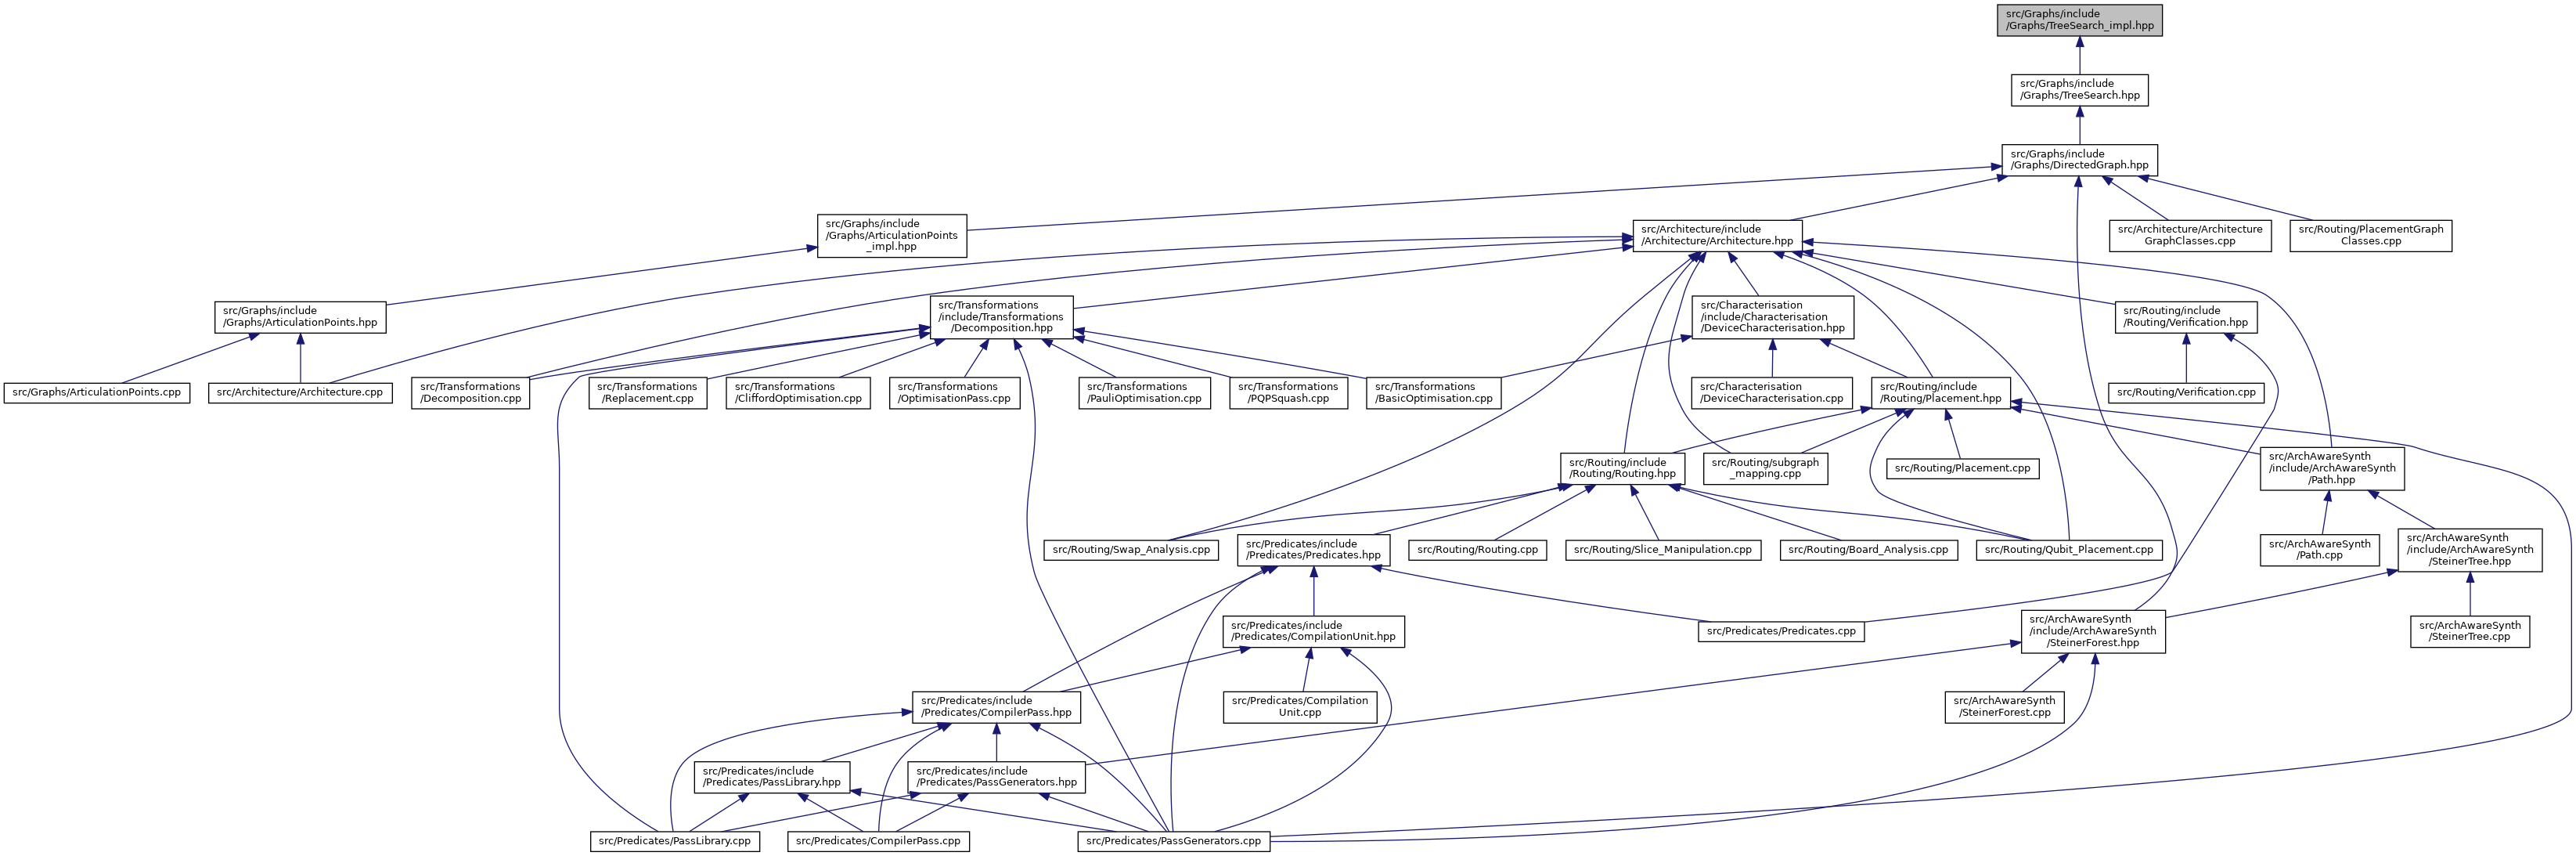 src/Graphs/include
/Graphs/TreeSearch_impl.hpp
src/Graphs/include
/Graphs/TreeSearch.hpp
src/Graphs/include
/Graphs/DirectedGraph.hpp
src/Graphs/include
/Graphs/ArticulationPoints
_impl.hpp
src/Architecture/include
/Architecture/Architecture.hpp
src/Architecture/Architecture
GraphClasses.cpp
src/Routing/PlacementGraph
Classes.cpp
src/Graphs/include
/Graphs/ArticulationPoints.hpp
src/Transformations
/include/Transformations
/Decomposition.hpp
src/Characterisation
/include/Characterisation
/DeviceCharacterisation.hpp
src/Routing/include
/Routing/Verification.hpp
src/Graphs/ArticulationPoints.cpp
src/Architecture/Architecture.cpp
src/Transformations
/Decomposition.cpp
src/Transformations
/Replacement.cpp
src/Transformations
/CliffordOptimisation.cpp
src/Transformations
/OptimisationPass.cpp
src/Transformations
/PauliOptimisation.cpp
src/Transformations
/PQPSquash.cpp
src/Transformations
/BasicOptimisation.cpp
src/Characterisation
/DeviceCharacterisation.cpp
src/Routing/include
/Routing/Placement.hpp
src/Routing/Verification.cpp
src/Routing/include
/Routing/Routing.hpp
src/Routing/subgraph
_mapping.cpp
src/Routing/Placement.cpp
src/ArchAwareSynth
/include/ArchAwareSynth
/Path.hpp
src/Routing/Swap_Analysis.cpp
src/Predicates/include
/Predicates/Predicates.hpp
src/Routing/Routing.cpp
src/Routing/Slice_Manipulation.cpp
src/Routing/Board_Analysis.cpp
src/Routing/Qubit_Placement.cpp
src/ArchAwareSynth
/Path.cpp
src/ArchAwareSynth
/include/ArchAwareSynth
/SteinerTree.hpp
src/Predicates/include
/Predicates/CompilationUnit.hpp
src/Predicates/Predicates.cpp
src/ArchAwareSynth
/include/ArchAwareSynth
/SteinerForest.hpp
src/ArchAwareSynth
/SteinerTree.cpp
src/Predicates/include
/Predicates/CompilerPass.hpp
src/Predicates/Compilation
Unit.cpp
src/ArchAwareSynth
/SteinerForest.cpp
src/Predicates/include
/Predicates/PassLibrary.hpp
src/Predicates/include
/Predicates/PassGenerators.hpp
src/Predicates/PassLibrary.cpp
src/Predicates/CompilerPass.cpp
src/Predicates/PassGenerators.cpp